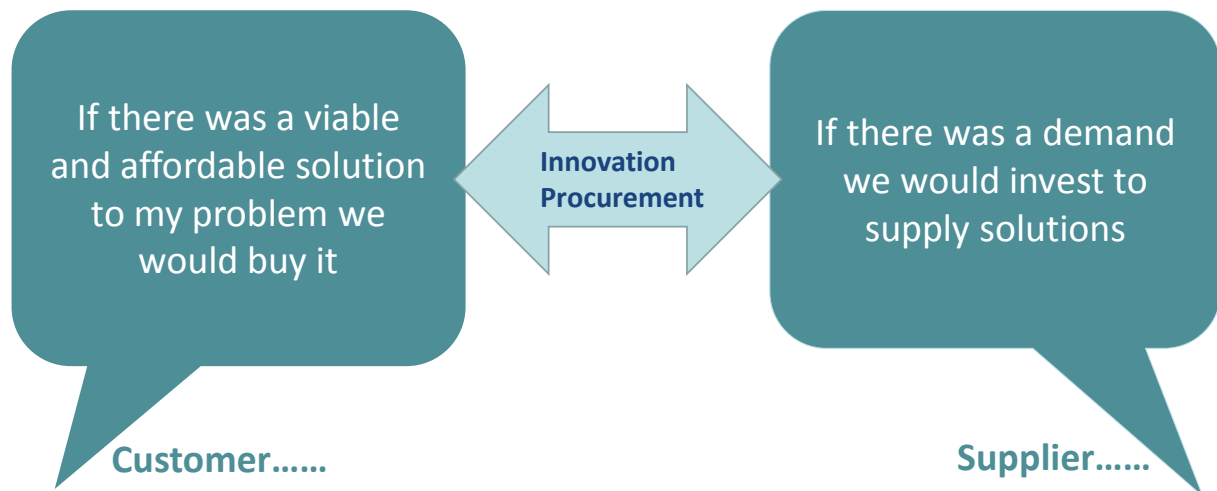 If there was a viable
and affordable solution
to my problem we
would buy it
Innovation
Procurement
If there was a demand
we would invest to
supply solutions
Customer……
Supplier……